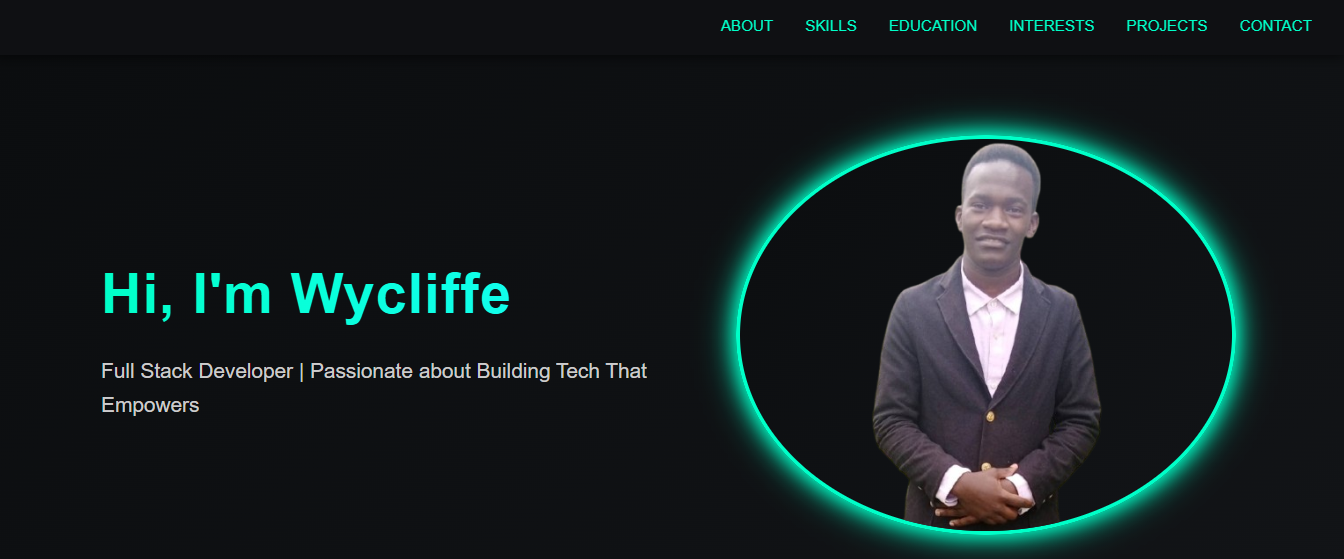 ABOUT SKILLS EDUCATION INTERESTS PROJECTS CONTACT
Hi, I'm Wycliffe
Full Stack Developer | Passionate about Building Tech That
Empowers